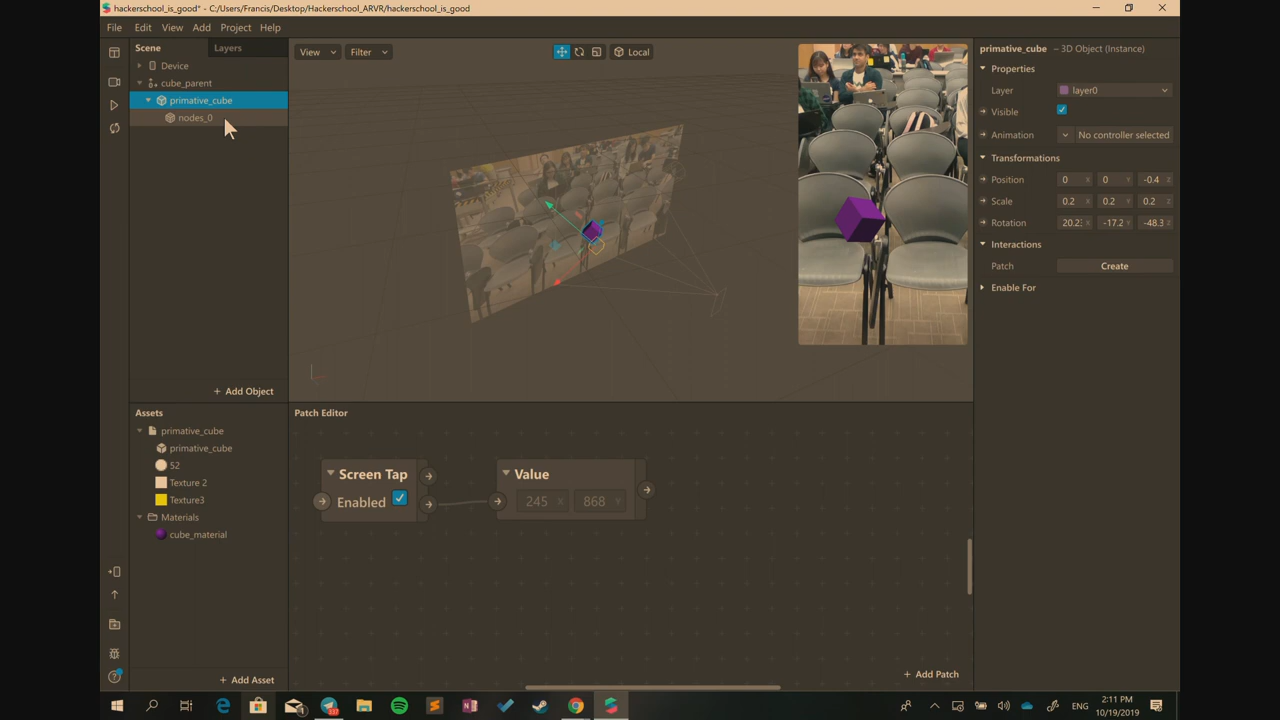 hackerschool_is_good* - C:/Users/Francis/Desktop/Hackerschool_ARVR/hackerschool_is_good
File Edit View Add Project Help
Scene Layers
Device
cube_parent
primative_cube
nodes_0
+ Add Object
View Filter Local
primative_cube — 3D Object (Instance)
Properties
Layer layer0
Visible
Animation No controller selected
Transformations
Position 0 X 0 Y -0.4 Z
Scale 0.2 X 0.2 Y 0.2 Z
Rotation 20.2 X -17.2 Y -48.3 Z
Interactions
Patch Create
Enable For
Assets
primative_cube
primative_cube
52
Texture 2
Texture3
Materials
cube_material
+ Add Asset
Patch Editor
Screen Tap
Enabled
Value
245 X 868 Y
+ Add Patch
ENG
2:11 PM
10/19/2019